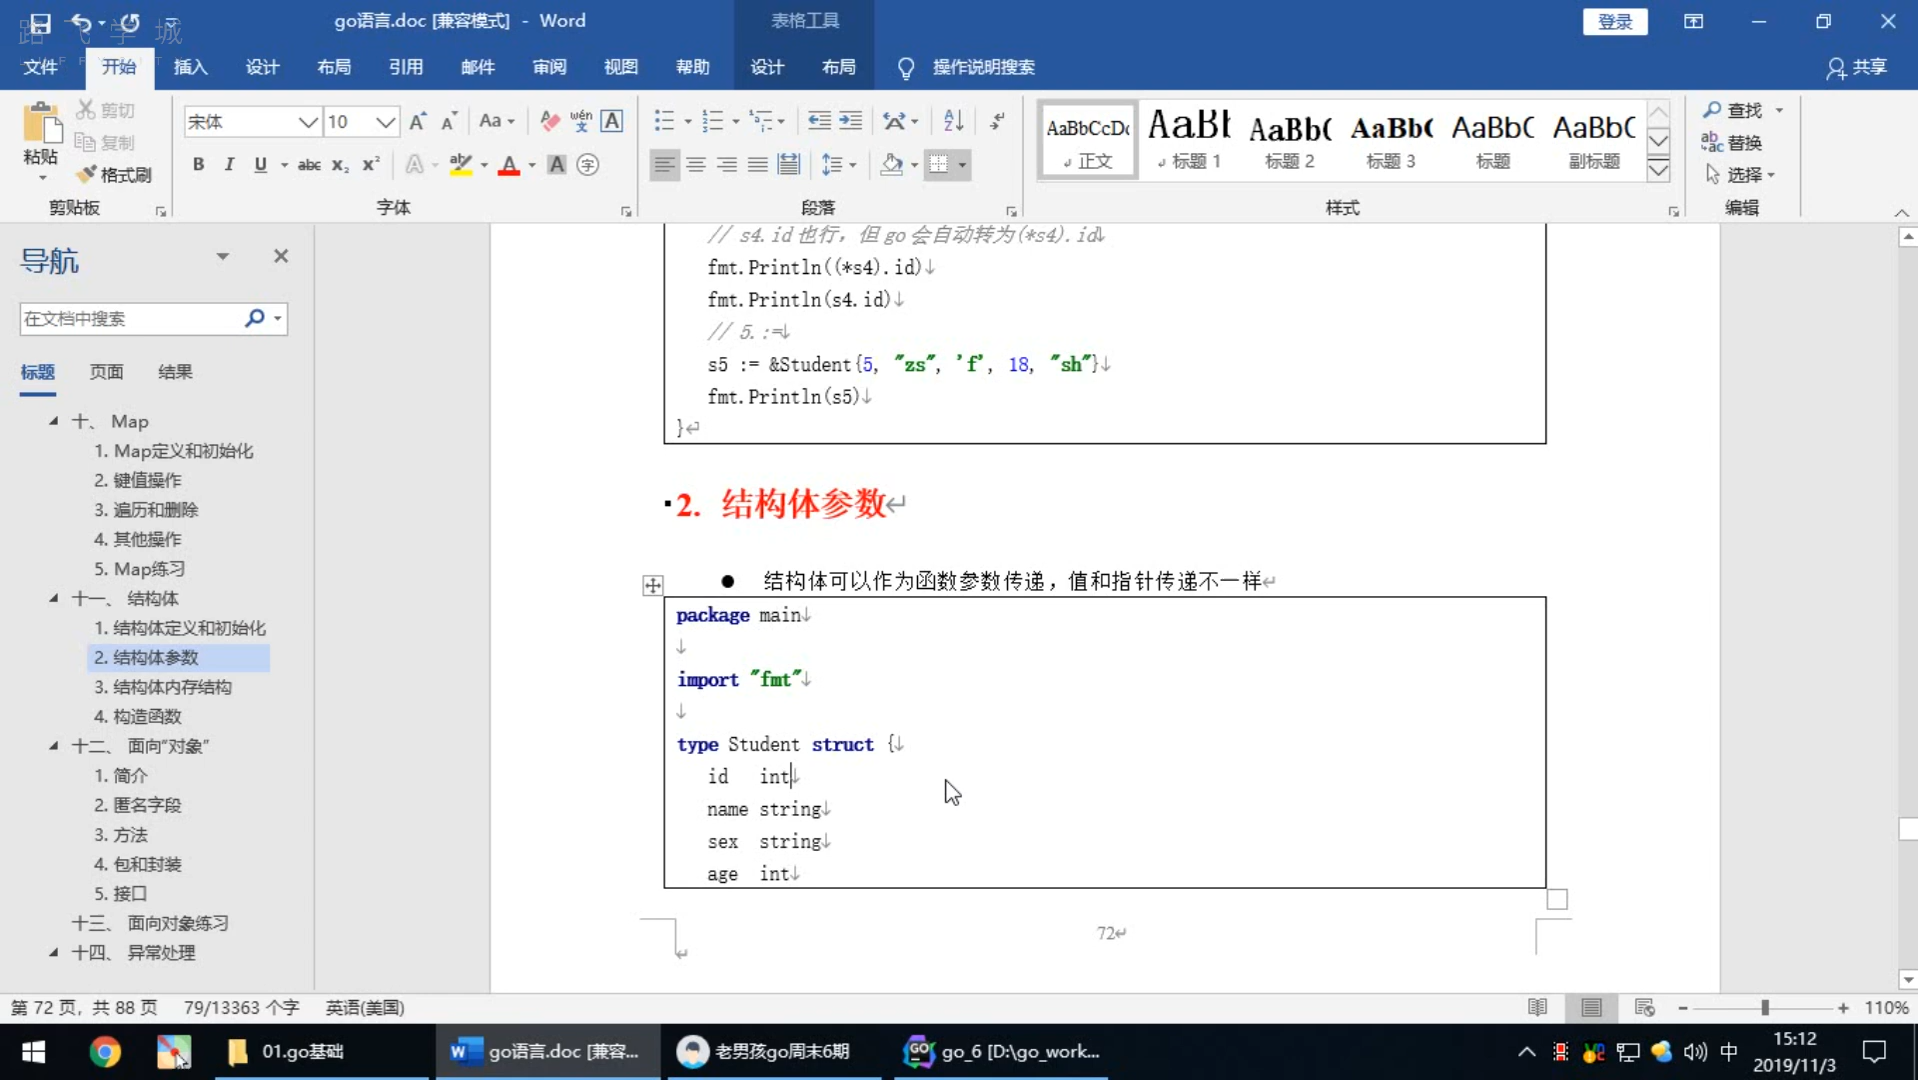 路飞学城
go语言.doc [兼容模式] - Word
表格工具
登录
文件 开始 插入 设计 布局 引用 邮件 审阅 视图 帮助 设计 布局 操作说明搜索
共享
粘贴
剪切
复制
格式刷
剪贴板
宋体 10
字体
段落
AaBbCcDc AaBb AaBb( AaBb( AaBbC AaBbC
正文 标题 1 标题 2 标题 3 标题 副标题
样式
查找
替换
选择
编辑
导航
在文档中搜索
标题 页面 结果
十、 Map
1. Map定义和初始化
2. 键值操作
3. 遍历和删除
4. 其他操作
5. Map练习
十一、 结构体
1. 结构体定义和初始化
2. 结构体参数
3. 结构体内存结构
4. 构造函数
十二、 面向“对象”
1. 简介
2. 匿名字段
3. 方法
4. 包和封装
5. 接口
十三、 面向对象练习
十四、 异常处理
// s4.id也行，但go会自动转为(*s4).id
fmt.Println((*s4).id)
fmt.Println(s4.id)
// 5.:=
s5 := &Student{5, "zs", 'f', 18, "sh"}
fmt.Println(s5)
}
2. 结构体参数
● 结构体可以作为函数参数传递，值和指针传递不一样
package main
import "fmt"
type Student struct {
id int
name string
sex string
age int
72
第 72 页，共 88 页 79/13363 个字 英语(美国)
110%
01.go基础
go语言.doc [兼容...
老男孩go周末6期
go_6 [D:\go_work...
中
15:12
2019/11/3